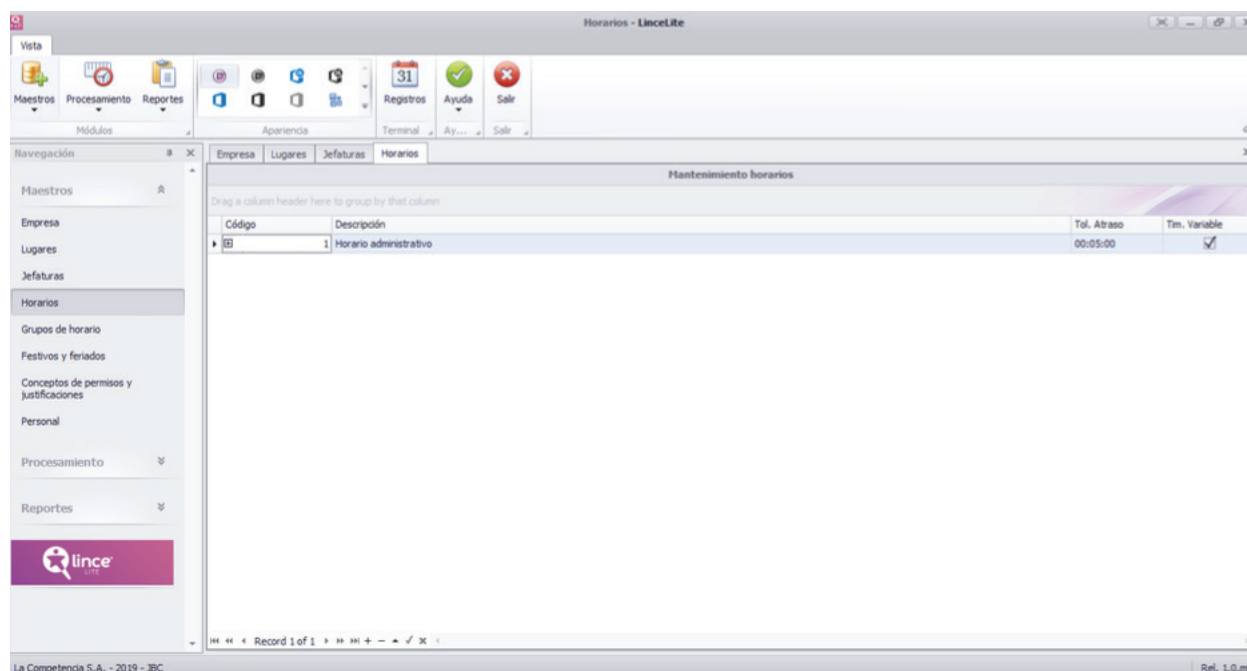 Horarios - LinceLite
Vista
Maestros Procesamiento Reportes
Registros Ayuda Salir
Módulos Apariencia Terminal Ay... Salir
31
Navegación
Empresa Lugares Jefaturas Horarios
Mantenimiento horarios
Maestros
Drag a column header here to group by that column
Empresa
Código Descripción Tol. Atraso Tim. Variable
1 Horario administrativo 00:05:00
Lugares
Jefaturas
Horarios
Grupos de horario
Festivos y feriados
Conceptos de permisos y
justificaciones
Personal
Procesamiento
Reportes
lince
LITE
Record 1 of 1
La Competencia S.A. - 2019 - JBC
Rel. 1.0